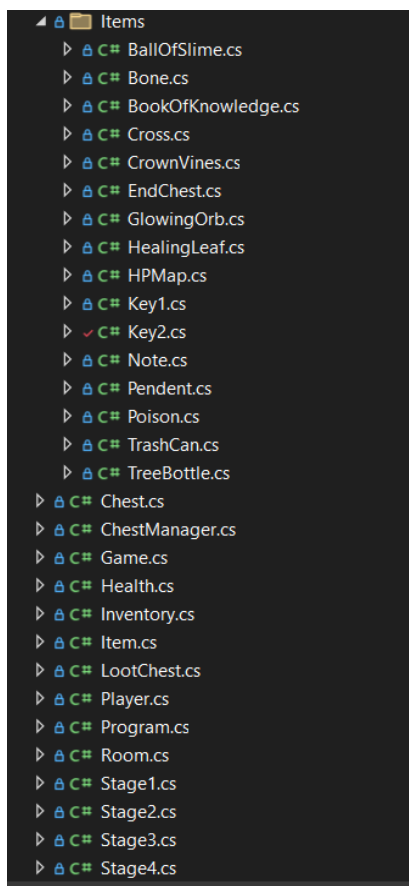 Items
C# BallOfSlime.cs
C# Bone.cs
C# BookOfKnowledge.cs
C# Cross.cs
C# CrownVines.cs
C# EndChest.cs
C# GlowingOrb.cs
C# HealingLeaf.cs
C# HPMap.cs
C# Key1.cs
C# Key2.cs
C# Note.cs
C# Pendent.cs
C# Poison.cs
C# TrashCan.cs
C# TreeBottle.cs
C# Chest.cs
C# ChestManager.cs
C# Game.cs
C# Health.cs
C# Inventory.cs
C# Item.cs
C# LootChest.cs
C# Player.cs
C# Program.cs
C# Room.cs
C# Stage1.cs
C# Stage2.cs
C# Stage3.cs
C# Stage4.cs